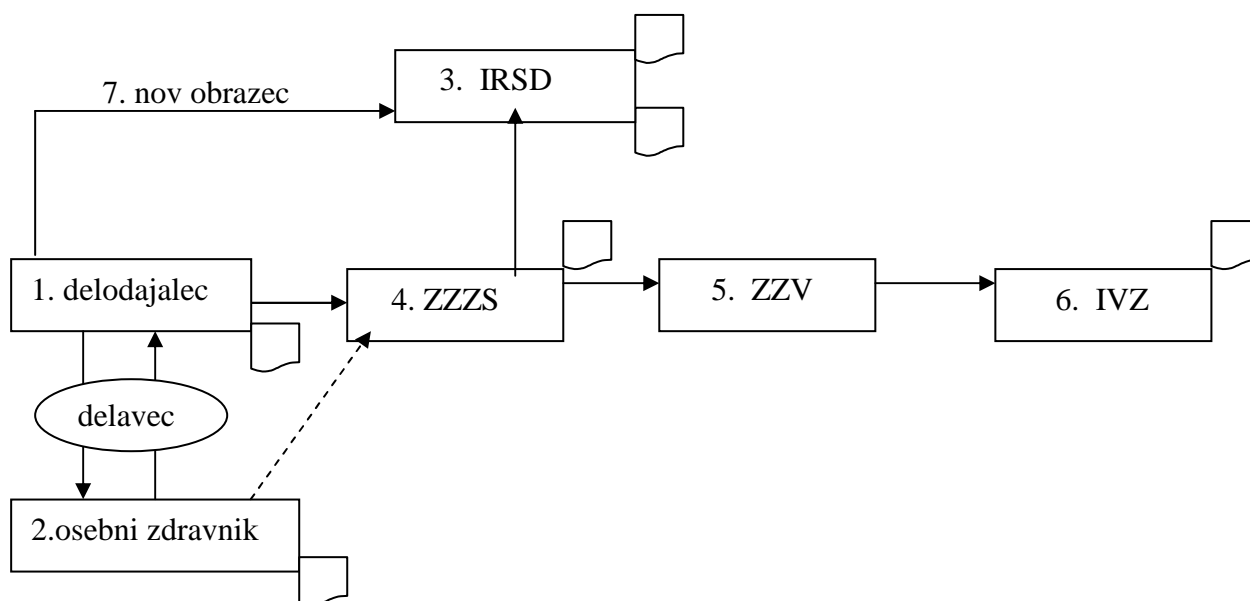 3. IRSD
7. nov obrazec
1. delodajalec
4. ZZZS
5. ZZV
6. IVZ
delavec
2.osebni zdravnik